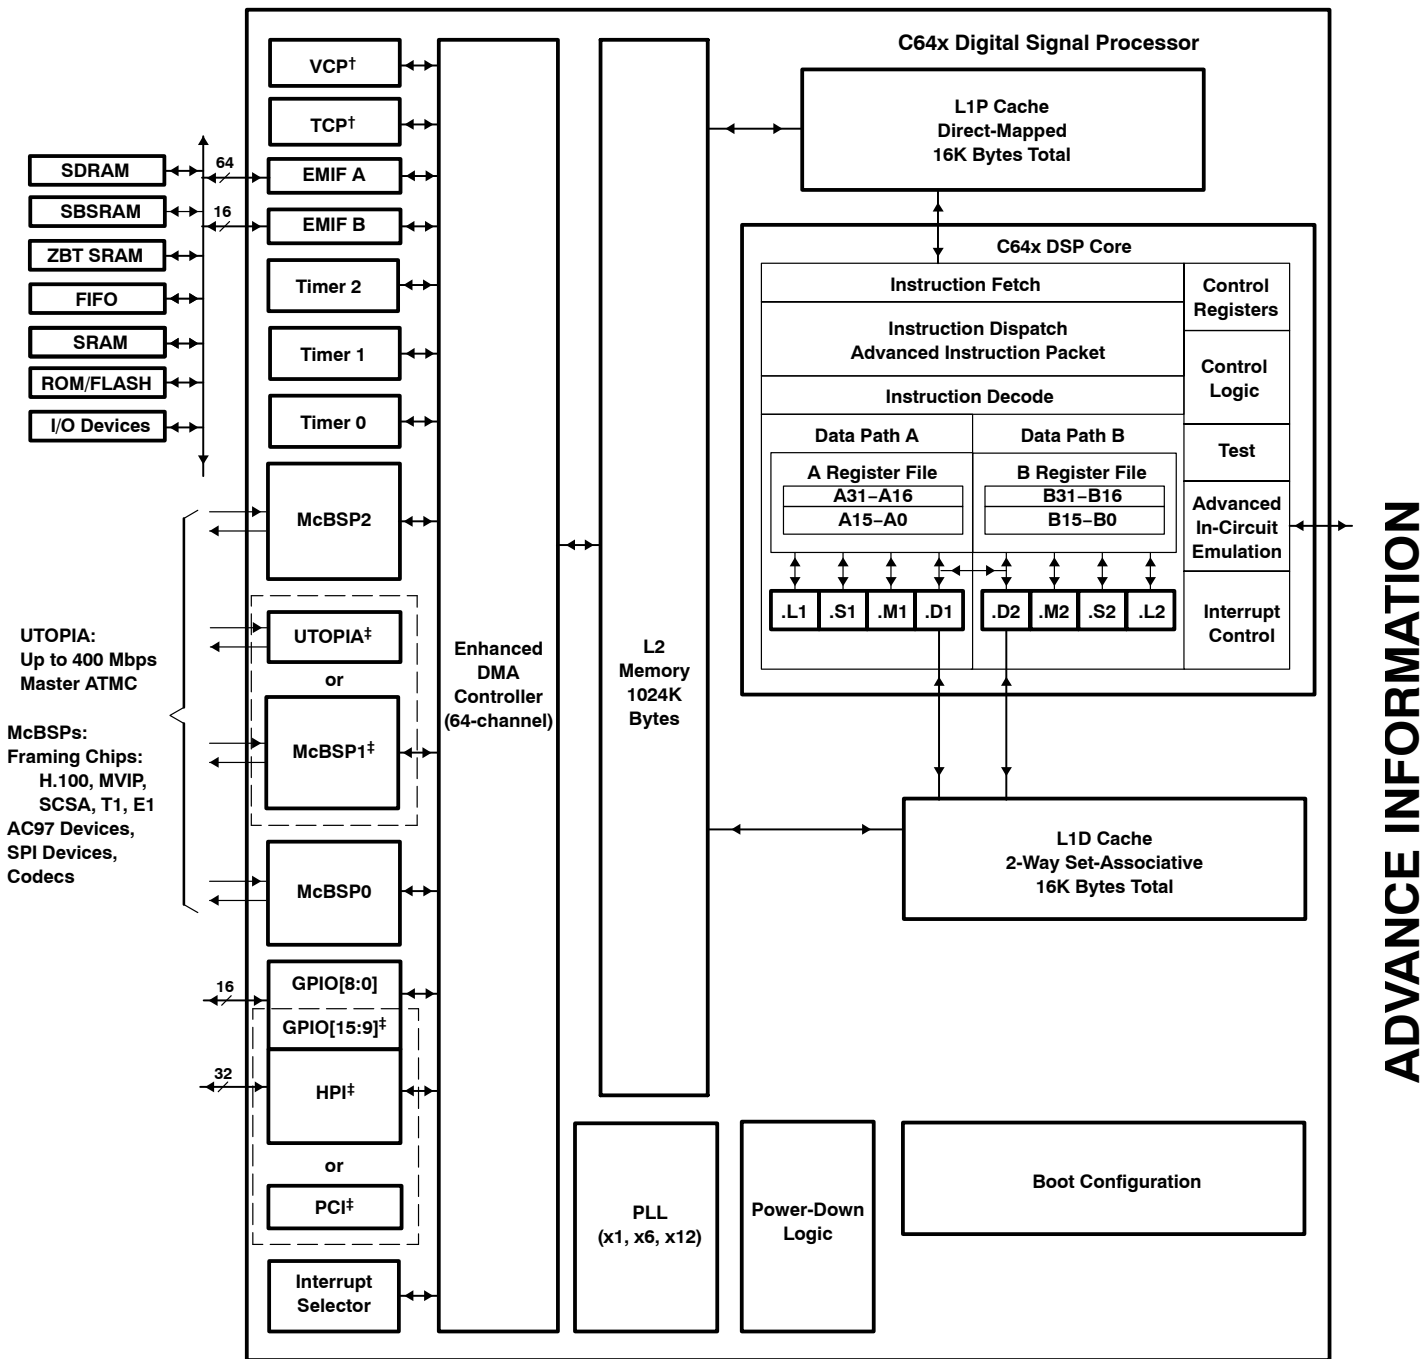 C64x Digital Signal Processor
VCP†
TCP†
EMIF A
EMIF B
Timer 2
Timer 1
Timer 0
64
16
SDRAM
SBSRAM
ZBT SRAM
FIFO
SRAM
ROM/FLASH
I/O Devices
McBSP2
UTOPIA‡
or
McBSP1‡
McBSP0
UTOPIA:
Up to 400 Mbps
Master ATMC
McBSPs:
Framing Chips:
H.100, MVIP,
SCSA, T1, E1
AC97 Devices,
SPI Devices,
Codecs
16
GPIO[8:0]
GPIO[15:9]‡
32
HPI‡
or
PCI‡
Interrupt
Selector
Enhanced
DMA
Controller
(64-channel)
L2
Memory
1024K
Bytes
L1P Cache
Direct-Mapped
16K Bytes Total
C64x DSP Core
Instruction Fetch
Instruction Dispatch
Advanced Instruction Packet
Instruction Decode
Data Path A
Data Path B
A Register File
A31–A16
A15–A0
B Register File
B31–B16
B15–B0
.L1
.S1
.M1
.D1
.D2
.M2
.S2
.L2
Control
Registers
Control
Logic
Test
Advanced
In-Circuit
Emulation
Interrupt
Control
L1D Cache
2-Way Set-Associative
16K Bytes Total
PLL
(x1, x6, x12)
Power-Down
Logic
Boot Configuration
ADVANCE INFORMATION